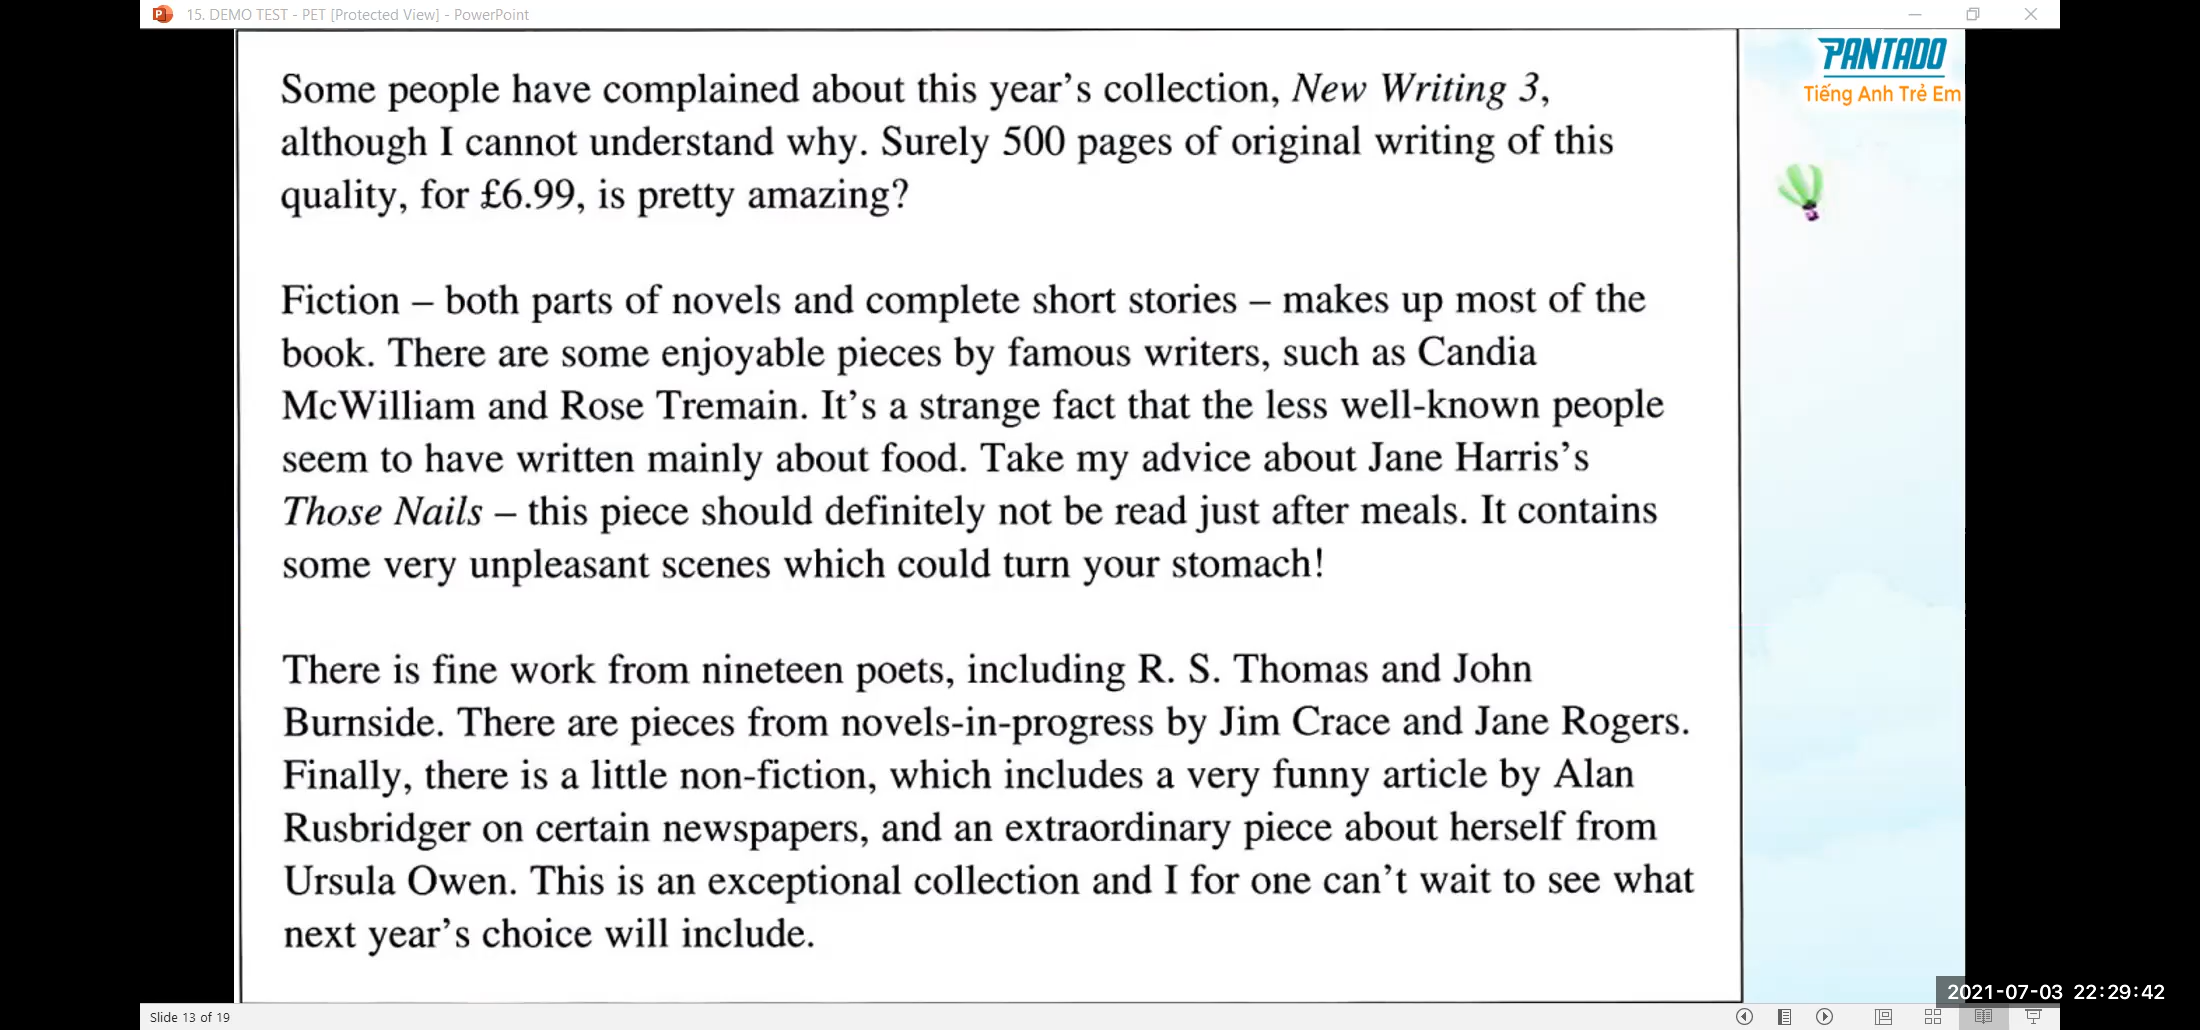 15. DEMO TEST - PET [Protected View] - PowerPoint
PANTADO
Tiếng Anh Trẻ Em
Some people have complained about this year's collection, New Writing 3,
although I cannot understand why. Surely 500 pages of original writing of this
quality, for £6.99, is pretty amazing?
Fiction – both parts of novels and complete short stories – makes up most of the
book. There are some enjoyable pieces by famous writers, such as Candia
McWilliam and Rose Tremain. It's a strange fact that the less well-known people
seem to have written mainly about food. Take my advice about Jane Harris's
Those Nails – this piece should definitely not be read just after meals. It contains
some very unpleasant scenes which could turn your stomach!
There is fine work from nineteen poets, including R. S. Thomas and John
Burnside. There are pieces from novels-in-progress by Jim Crace and Jane Rogers.
Finally, there is a little non-fiction, which includes a very funny article by Alan
Rusbridger on certain newspapers, and an extraordinary piece about herself from
Ursula Owen. This is an exceptional collection and I for one can't wait to see what
next year's choice will include.
2021-07-03 22:29:42
Slide 13 of 19